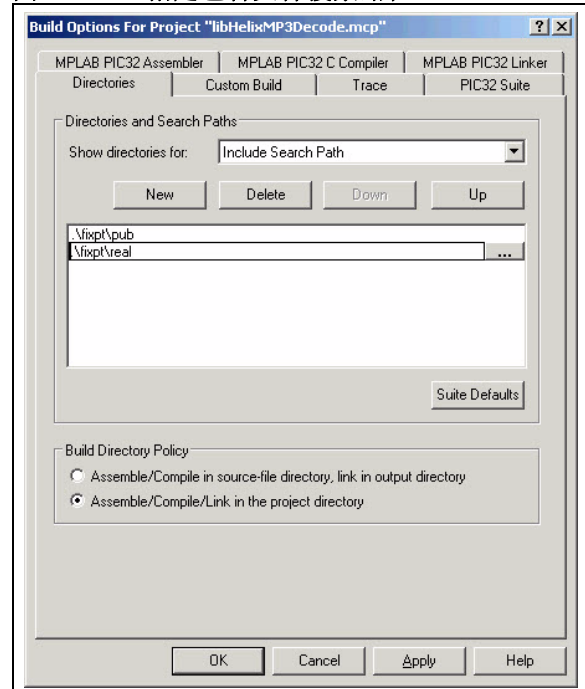 Build Options For Project "libHelixMP3Decode.mcp"
MPLAB PIC32 Assembler MPLAB PIC32 C Compiler MPLAB PIC32 Linker
Directories Custom Build Trace PIC32 Suite
Directories and Search Paths
Show directories for: Include Search Path
New Delete Down Up
.\fixpt\pub
.\fixpt\real ...
Suite Defaults
Build Directory Policy
Assemble/Compile in source-file directory, link in output directory
Assemble/Compile/Link in the project directory
OK Cancel Apply Help